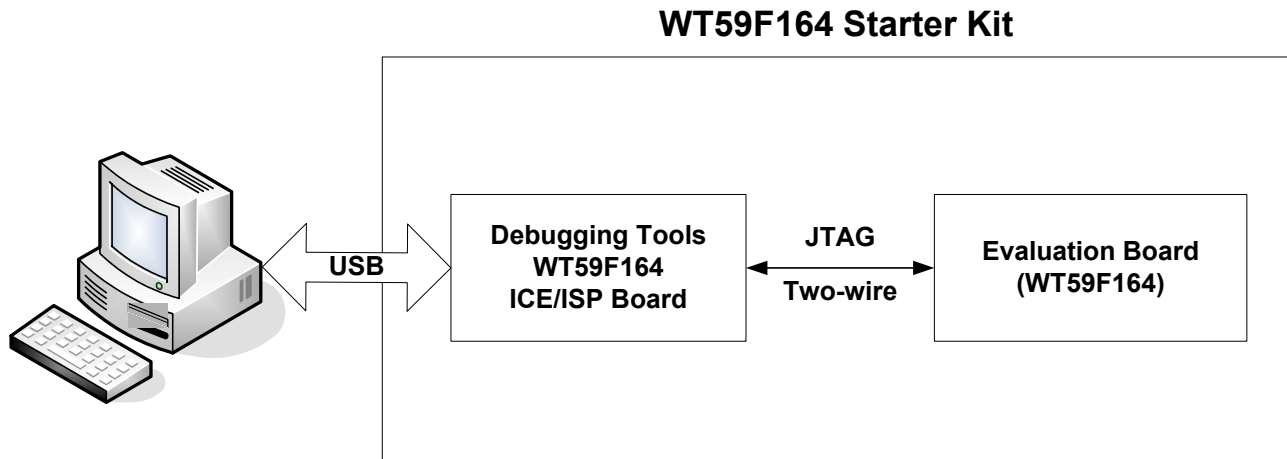 WT59F164 Starter Kit
USB
Debugging Tools
WT59F164
ICE/ISP Board
JTAG
Two-wire
Evaluation Board
(WT59F164)